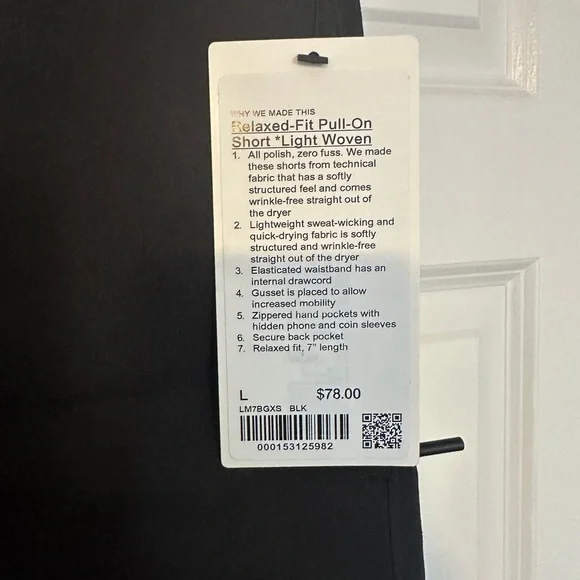 WHY WE MADE THIS
Relaxed-Fit Pull-On
Short *Light Woven
1. All polish, zero fuss. We made
these shorts from technical
fabric that has a softly
structured feel and comes
wrinkle-free straight out of
the dryer
2. Lightweight sweat-wicking and
quick-drying fabric is softly
structured and wrinkle-free
straight out of the dryer
3. Elasticated waistband has an
internal drawcord
4. Gusset is placed to allow
increased mobility
5. Zippered hand pockets with
hidden phone and coin sleeves
6. Secure back pocket
7. Relaxed fit, 7" length
L $78.00
LM7BGXS BLK
000153125982